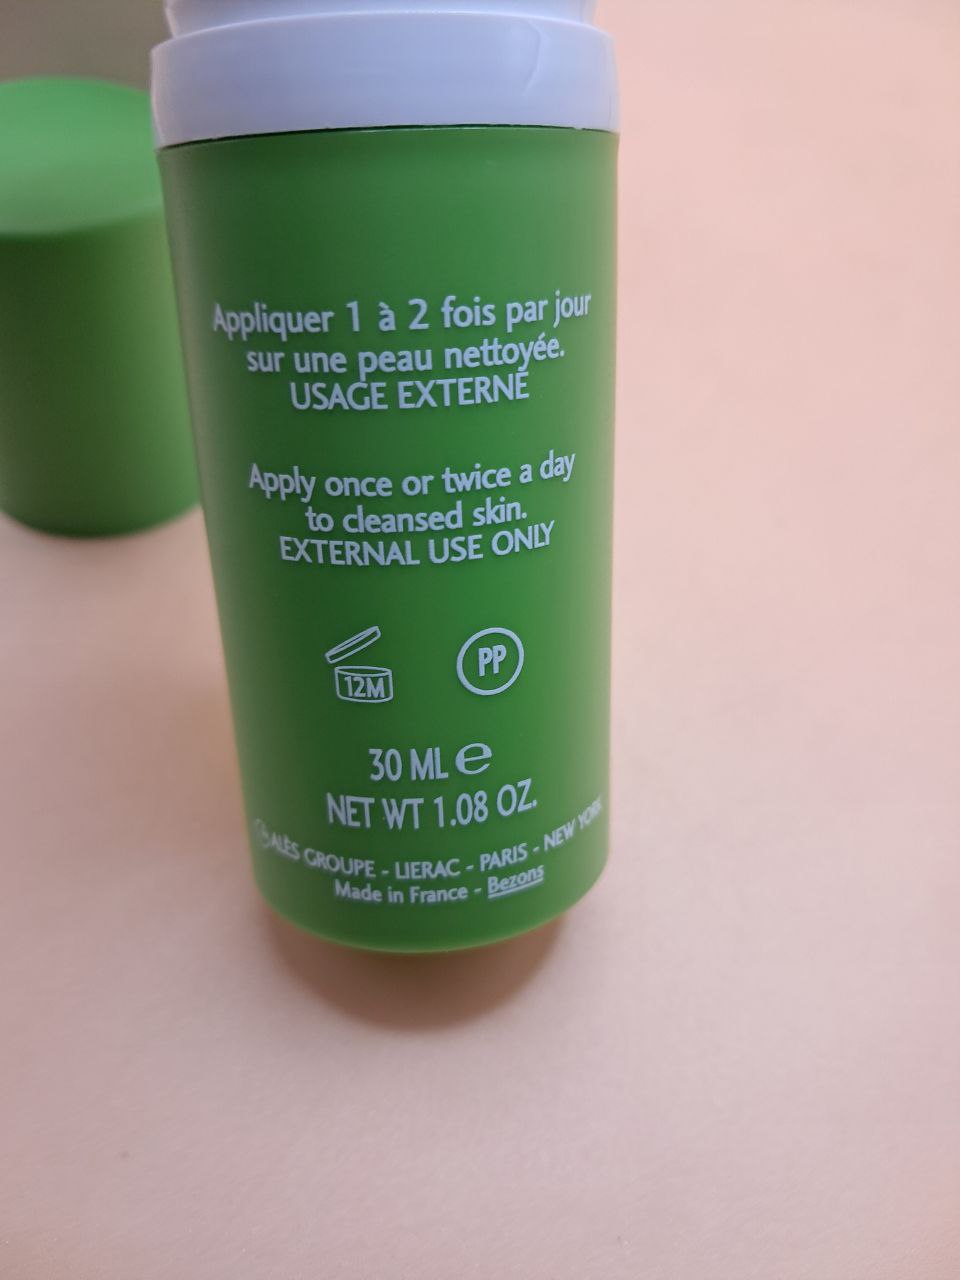 Appliquer 1 à 2 fois par jour
sur une peau nettoyée.
USAGE EXTERNE
Apply once or twice a day
to cleansed skin.
EXTERNAL USE ONLY
12M
PP
30 ML e
NET WT 1.08 OZ.
ALÈS GROUPE - LIERAC - PARIS - NEW YORK
Made in France - Bezons